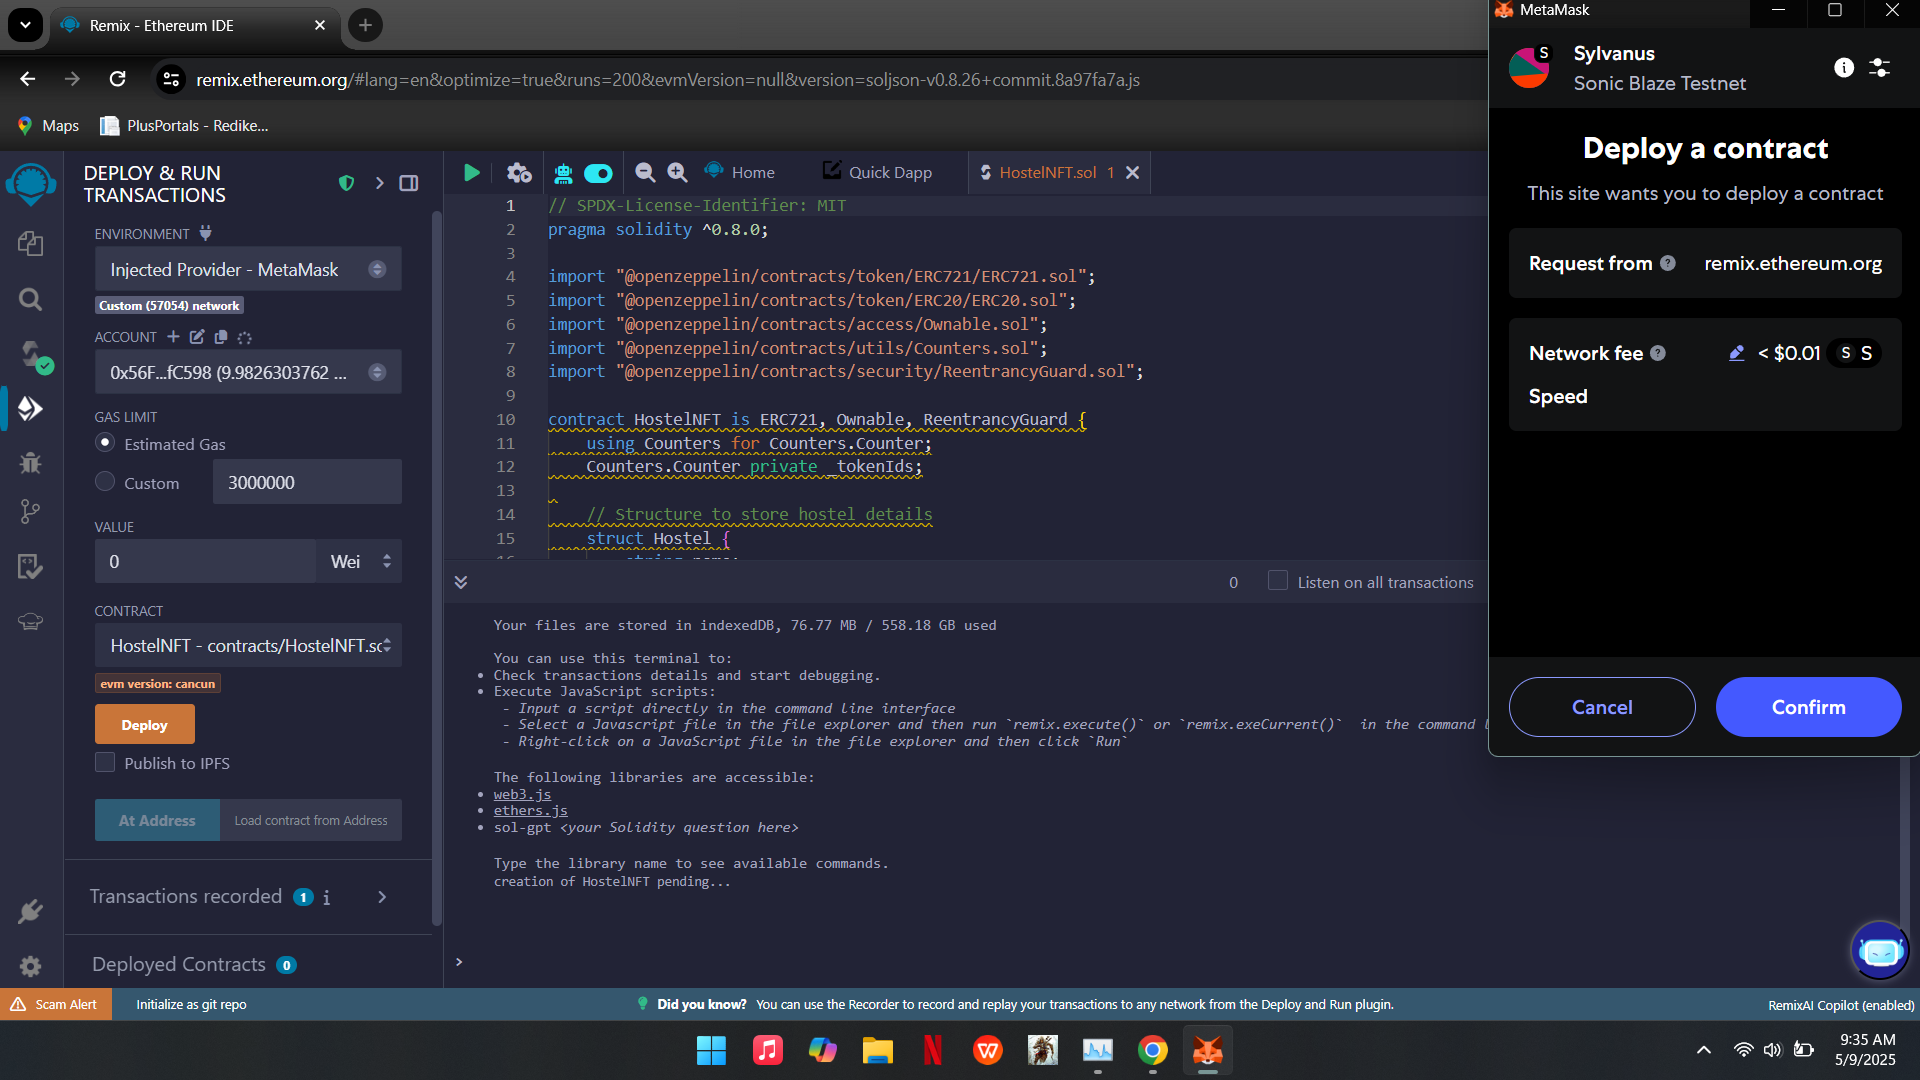 Remix - Ethereum IDE
remix.ethereum.org/#lang=en&optimize=true&runs=200&evmVersion=null&version=soljson-v0.8.26+commit.8a97fa7a.js
Maps
PlusPortals - Redike...
DEPLOY & RUN
TRANSACTIONS
ENVIRONMENT
Injected Provider - MetaMask
Custom (57054) network
ACCOUNT
0x56F...fC598 (9.9826303762 ...
GAS LIMIT
Estimated Gas
Custom
3000000
VALUE
0
Wei
CONTRACT
HostelNFT - contracts/HostelNFT.sc
evm version: cancun
Deploy
Publish to IPFS
At Address
Load contract from Address
Transactions recorded 1 i
Deployed Contracts 0
Home
Quick Dapp
HostelNFT.sol 1
1 // SPDX-License-Identifier: MIT
2 pragma solidity ^0.8.0;
3
4 import "@openzeppelin/contracts/token/ERC721/ERC721.sol";
5 import "@openzeppelin/contracts/token/ERC20/ERC20.sol";
6 import "@openzeppelin/contracts/access/Ownable.sol";
7 import "@openzeppelin/contracts/utils/Counters.sol";
8 import "@openzeppelin/contracts/security/ReentrancyGuard.sol";
9
10 contract HostelNFT is ERC721, Ownable, ReentrancyGuard {
11 using Counters for Counters.Counter;
12 Counters.Counter private _tokenIds;
13
14 // Structure to store hostel details
15 struct Hostel {
0
Listen on all transactions
Your files are stored in indexedDB, 76.77 MB / 558.18 GB used
You can use this terminal to:
• Check transactions details and start debugging.
• Execute JavaScript scripts:
- Input a script directly in the command line interface
- Select a Javascript file in the file explorer and then run `remix.execute()` or `remix.exeCurrent()` in the command l
- Right-click on a JavaScript file in the file explorer and then click `Run`
The following libraries are accessible:
• web3.js
• ethers.js
• sol-gpt <your Solidity question here>
Type the library name to see available commands.
creation of HostelNFT pending...
>
MetaMask
S
Sylvanus
Sonic Blaze Testnet
Deploy a contract
This site wants you to deploy a contract
Request from
remix.ethereum.org
Network fee
< $0.01
S S
Speed
Cancel
Confirm
Scam Alert
Initialize as git repo
Did you know? You can use the Recorder to record and replay your transactions to any network from the Deploy and Run plugin.
RemixAI Copilot (enabled)
9:35 AM
5/9/2025